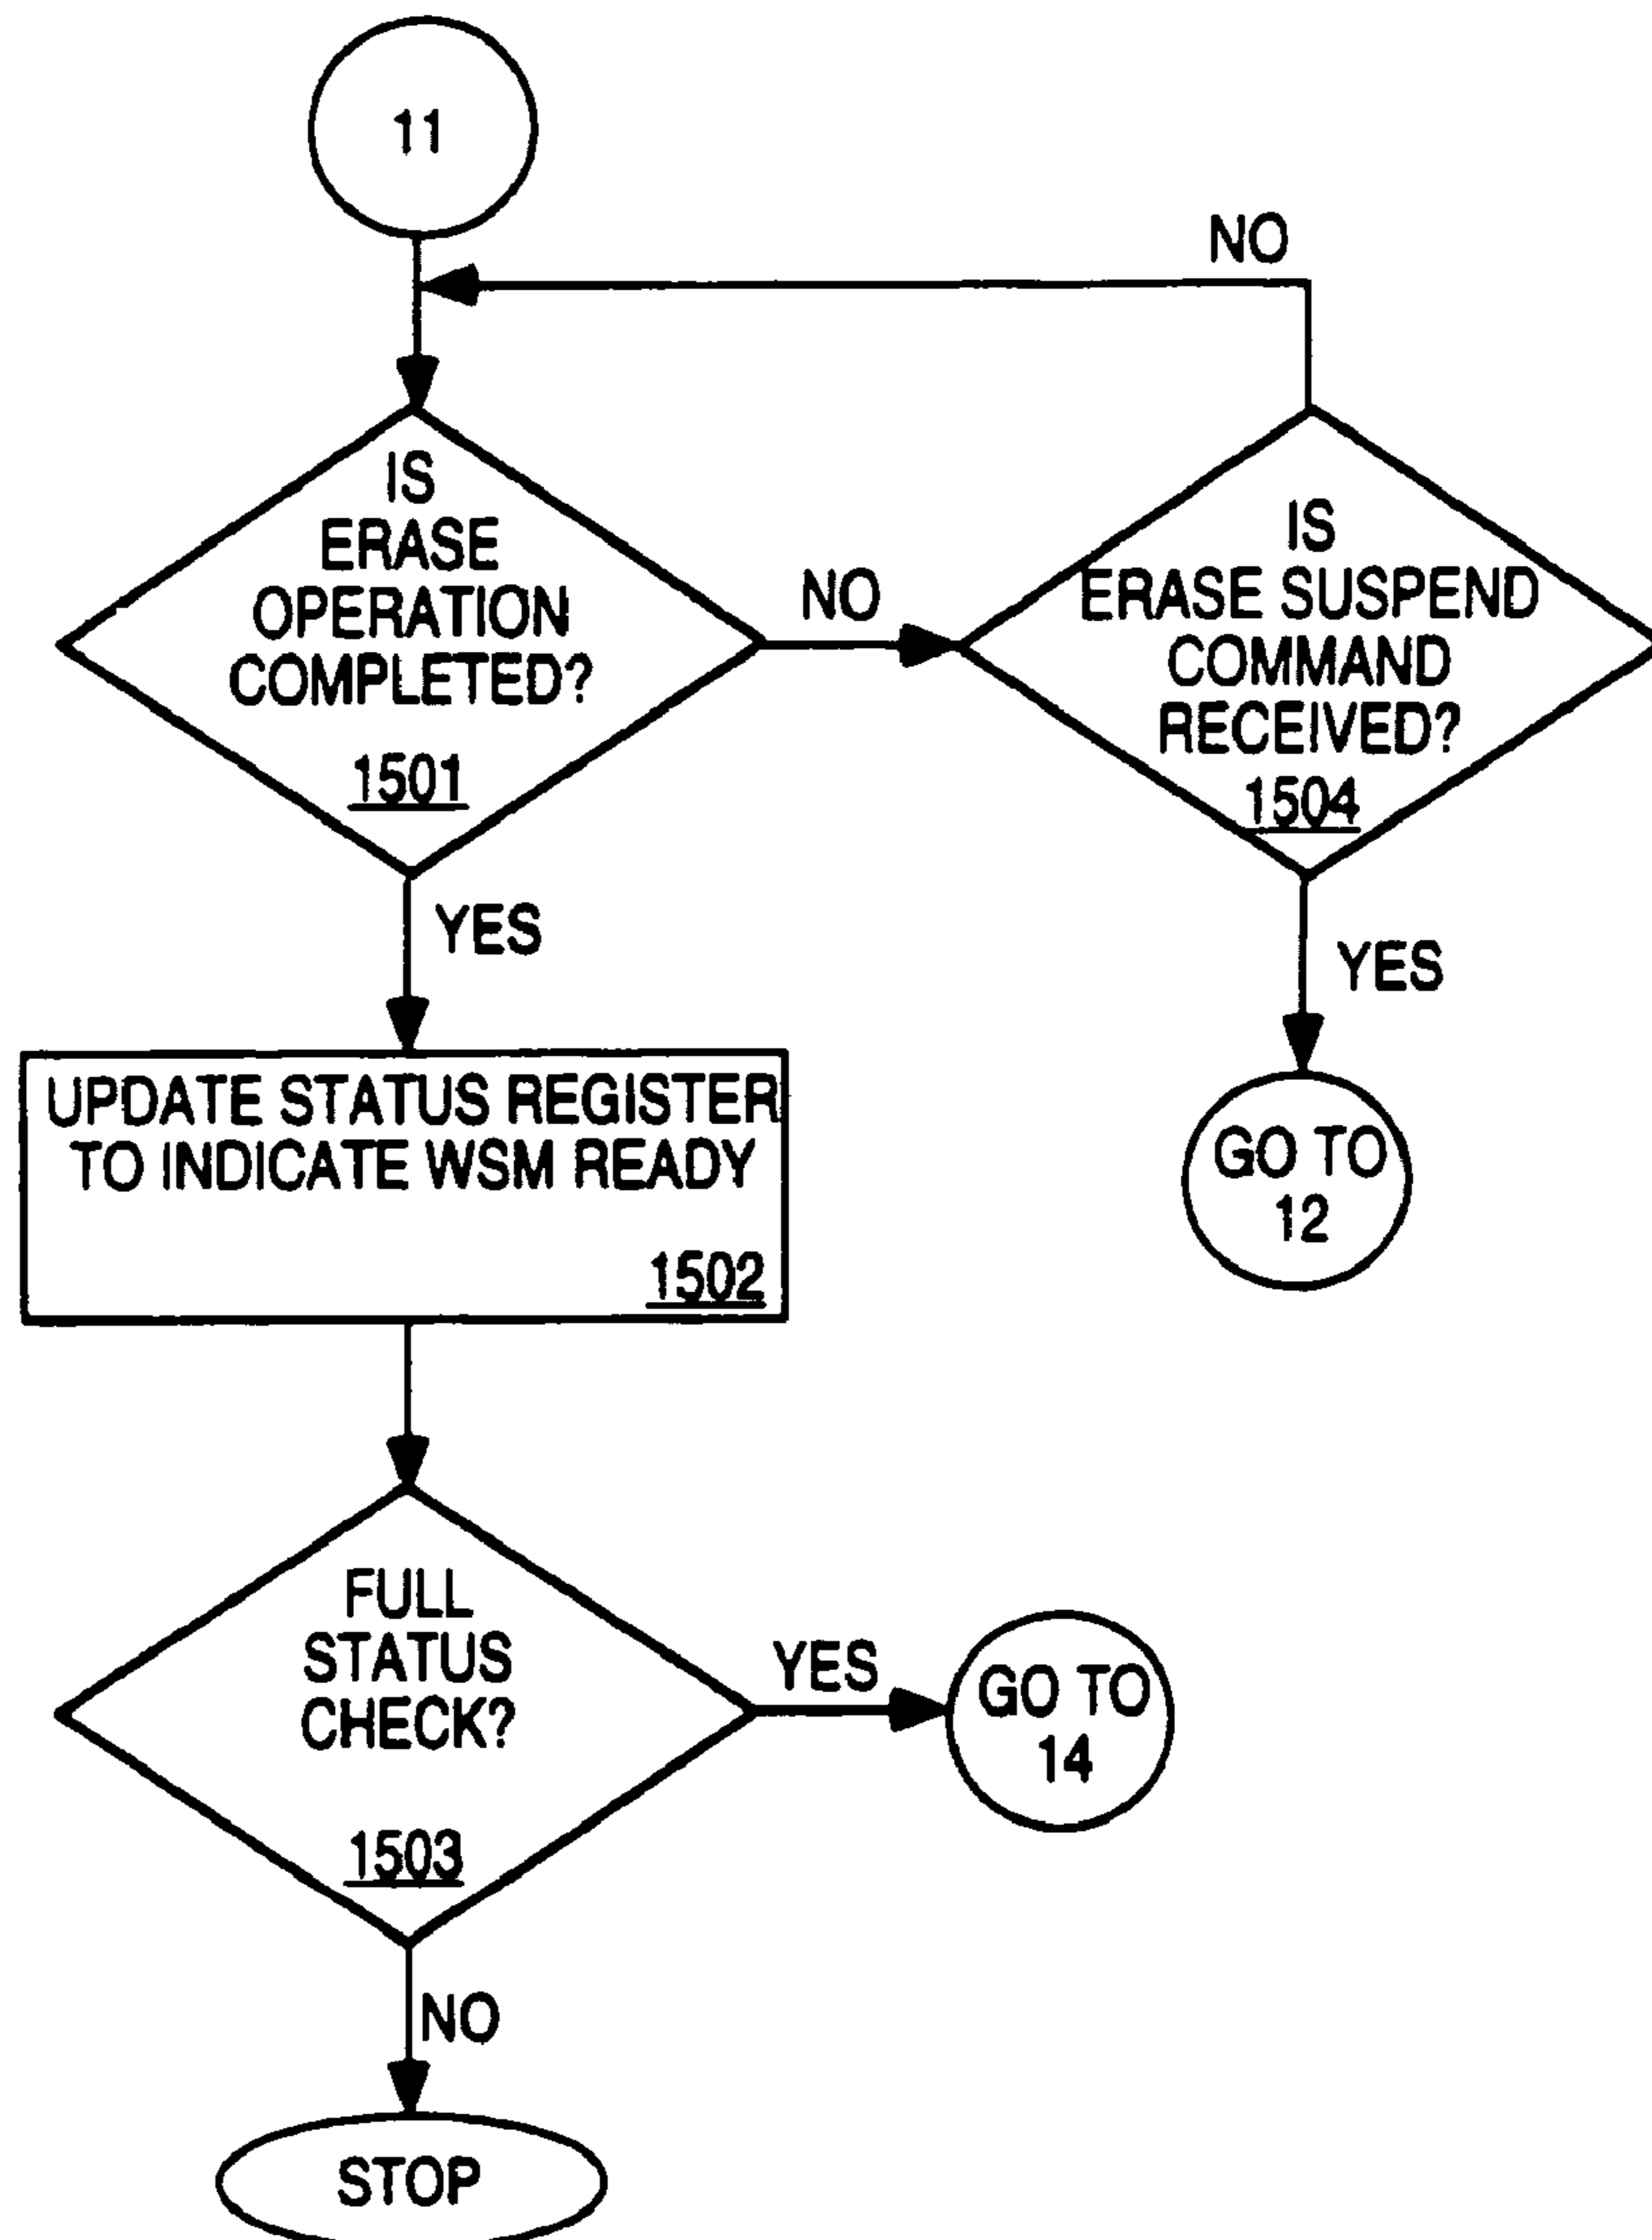 11
NO
IS
ERASE
OPERATION
COMPLETED?
1501
NO
IS
ERASE SUSPEND
COMMAND
RECEIVED?
1504
YES
YES
UPDATE STATUS REGISTER
TO INDICATE WSM READY
1502
GO TO
12
FULL
STATUS
CHECK?
1503
YES
GO TO
14
NO
STOP